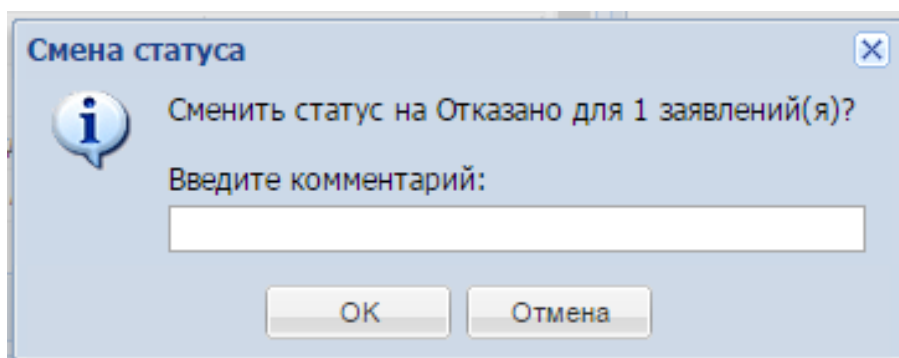 Смена статуса
Сменить статус на Отказано для 1 заявлений(я)?
Введите комментарий:
OK
Отмена